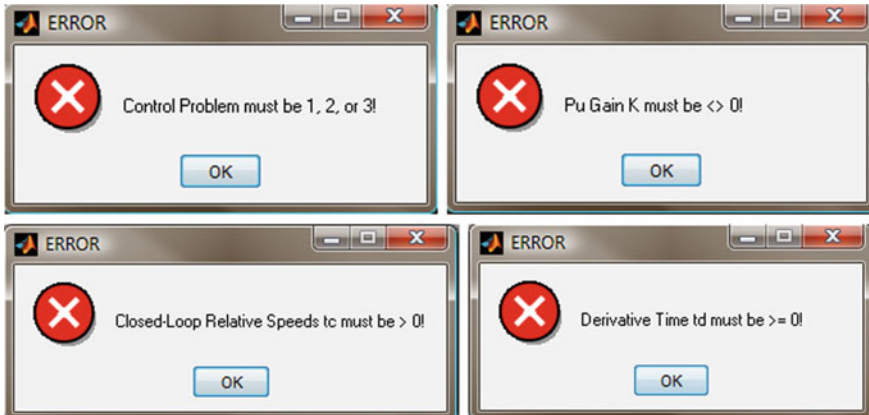 ERROR
Control Problem must be 1, 2, or 3!
OK
ERROR
Pu Gain K must be <> 0!
OK
ERROR
Closed-Loop Relative Speeds tc must be > 0!
OK
ERROR
Derivative Time td must be >= 0!
OK